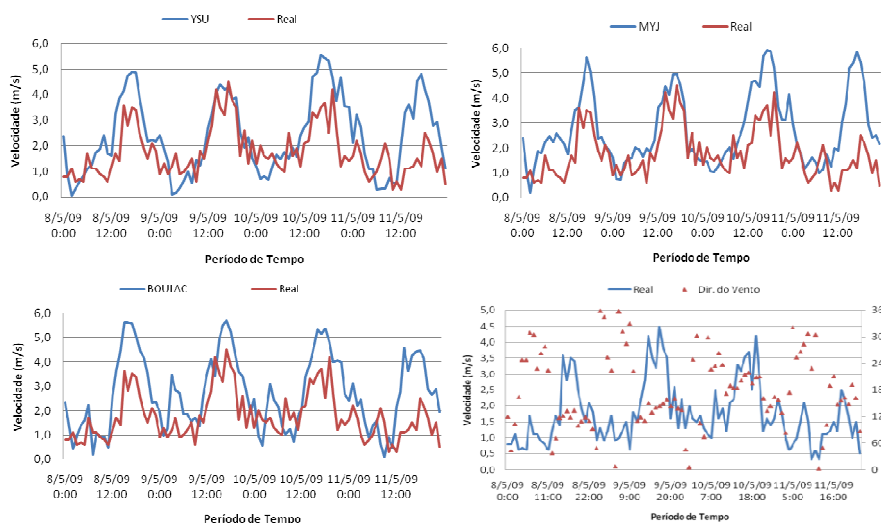 YSU Real
Velocidade (m/s)
6,0
5,0
4,0
3,0
2,0
1,0
0,0
8/5/09 8/5/09 9/5/09 9/5/09 10/5/09 10/5/09 11/5/09 11/5/09
0:00 12:00 0:00 12:00 0:00 12:00 0:00 12:00
Período de Tempo
MYJ Real
Velocidade (m/s)
6,0
5,0
4,0
3,0
2,0
1,0
0,0
8/5/09 8/5/09 9/5/09 9/5/09 10/5/09 10/5/09 11/5/09 11/5/09
0:00 12:00 0:00 12:00 0:00 12:00 0:00 12:00
Período de Tempo
BOULAC Real
Velocidade (m/s)
6,0
5,0
4,0
3,0
2,0
1,0
0,0
8/5/09 8/5/09 9/5/09 9/5/09 10/5/09 10/5/09 11/5/09 11/5/09
0:00 12:00 0:00 12:00 0:00 12:00 0:00 12:00
Período de Tempo
Real Dir. do Vento
Velocidade (m/s)
5,0
4,5
4,0
3,5
3,0
2,5
2,0
1,5
1,0
0,5
0,0
36
30
24
18
12
60
0
8/5/09 8/5/09 8/5/09 9/5/09 9/5/09 10/5/09 10/5/09 11/5/09 11/5/09
0:00 11:00 22:00 9:00 20:00 7:00 18:00 5:00 16:00
Período de Tempo